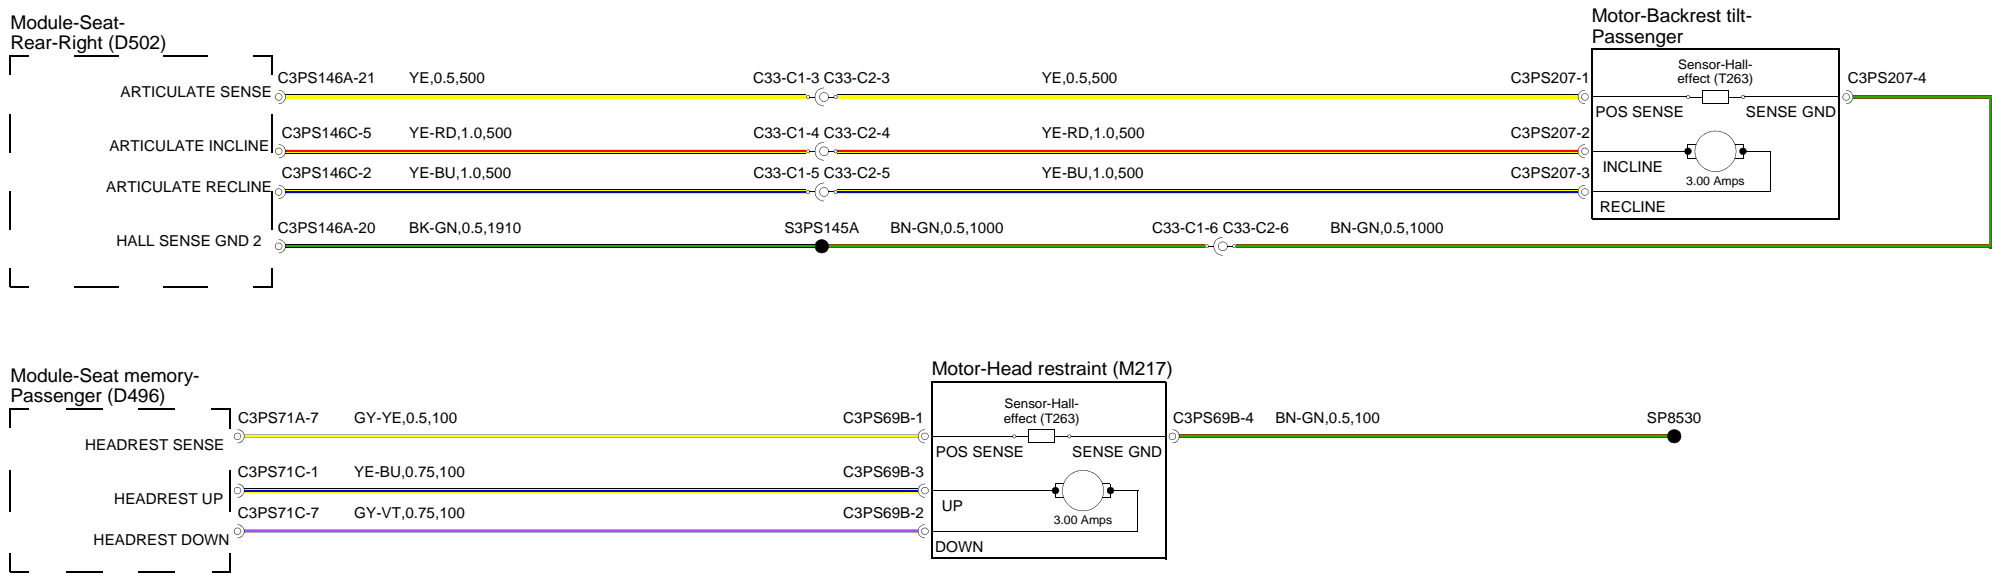 Module-Seat-
Rear-Right (D502)
Motor-Backrest tilt-
Passenger
ARTICULATE SENSE
C3PS146A-21
YE,0.5,500
C33-C1-3 C33-C2-3
YE,0.5,500
C3PS207-1
Sensor-Hall-
effect (T263)
C3PS207-4
POS SENSE
SENSE GND
ARTICULATE INCLINE
C3PS146C-5
YE-RD,1.0,500
C33-C1-4 C33-C2-4
YE-RD,1.0,500
C3PS207-2
INCLINE
3.00 Amps
ARTICULATE RECLINE
C3PS146C-2
YE-BU,1.0,500
C33-C1-5 C33-C2-5
YE-BU,1.0,500
C3PS207-3
RECLINE
HALL SENSE GND 2
C3PS146A-20
BK-GN,0.5,1910
S3PS145A
BN-GN,0.5,1000
C33-C1-6 C33-C2-6
BN-GN,0.5,1000
Module-Seat memory-
Passenger (D496)
Motor-Head restraint (M217)
HEADREST SENSE
C3PS71A-7
GY-YE,0.5,100
C3PS69B-1
Sensor-Hall-
effect (T263)
C3PS69B-4
BN-GN,0.5,100
SP8530
POS SENSE
SENSE GND
HEADREST UP
C3PS71C-1
YE-BU,0.75,100
C3PS69B-3
UP
3.00 Amps
HEADREST DOWN
C3PS71C-7
GY-VT,0.75,100
C3PS69B-2
DOWN